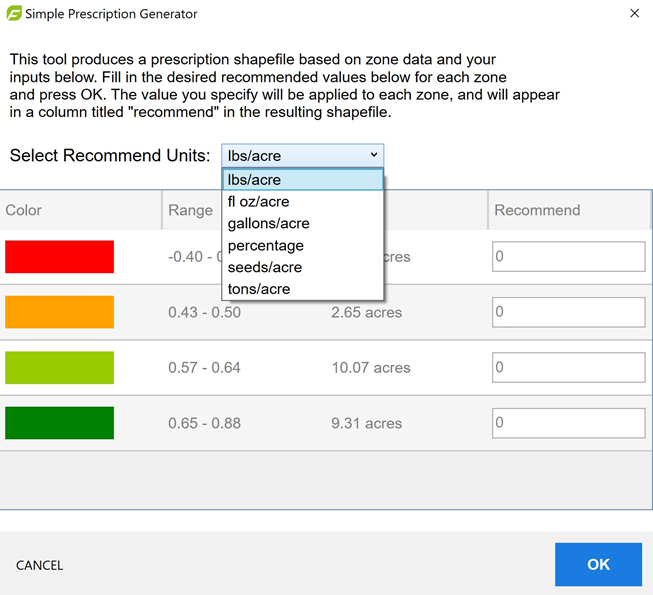 Simple Prescription Generator
This tool produces a prescription shapefile based on zone data and your
inputs below. Fill in the desired recommended values below for each zone
and press OK. The value you specify will be applied to each zone, and will appear
in a column titled "recommend" in the resulting shapefile.
Select Recommend Units: lbs/acre
lbs/acre
fl oz/acre
gallons/acre
percentage
seeds/acre
tons/acre
Color Range Recommend
-0.40 - 0
0.43 - 0.50 2.65 acres 0
0.57 - 0.64 10.07 acres 0
0.65 - 0.88 9.31 acres 0
CANCEL OK